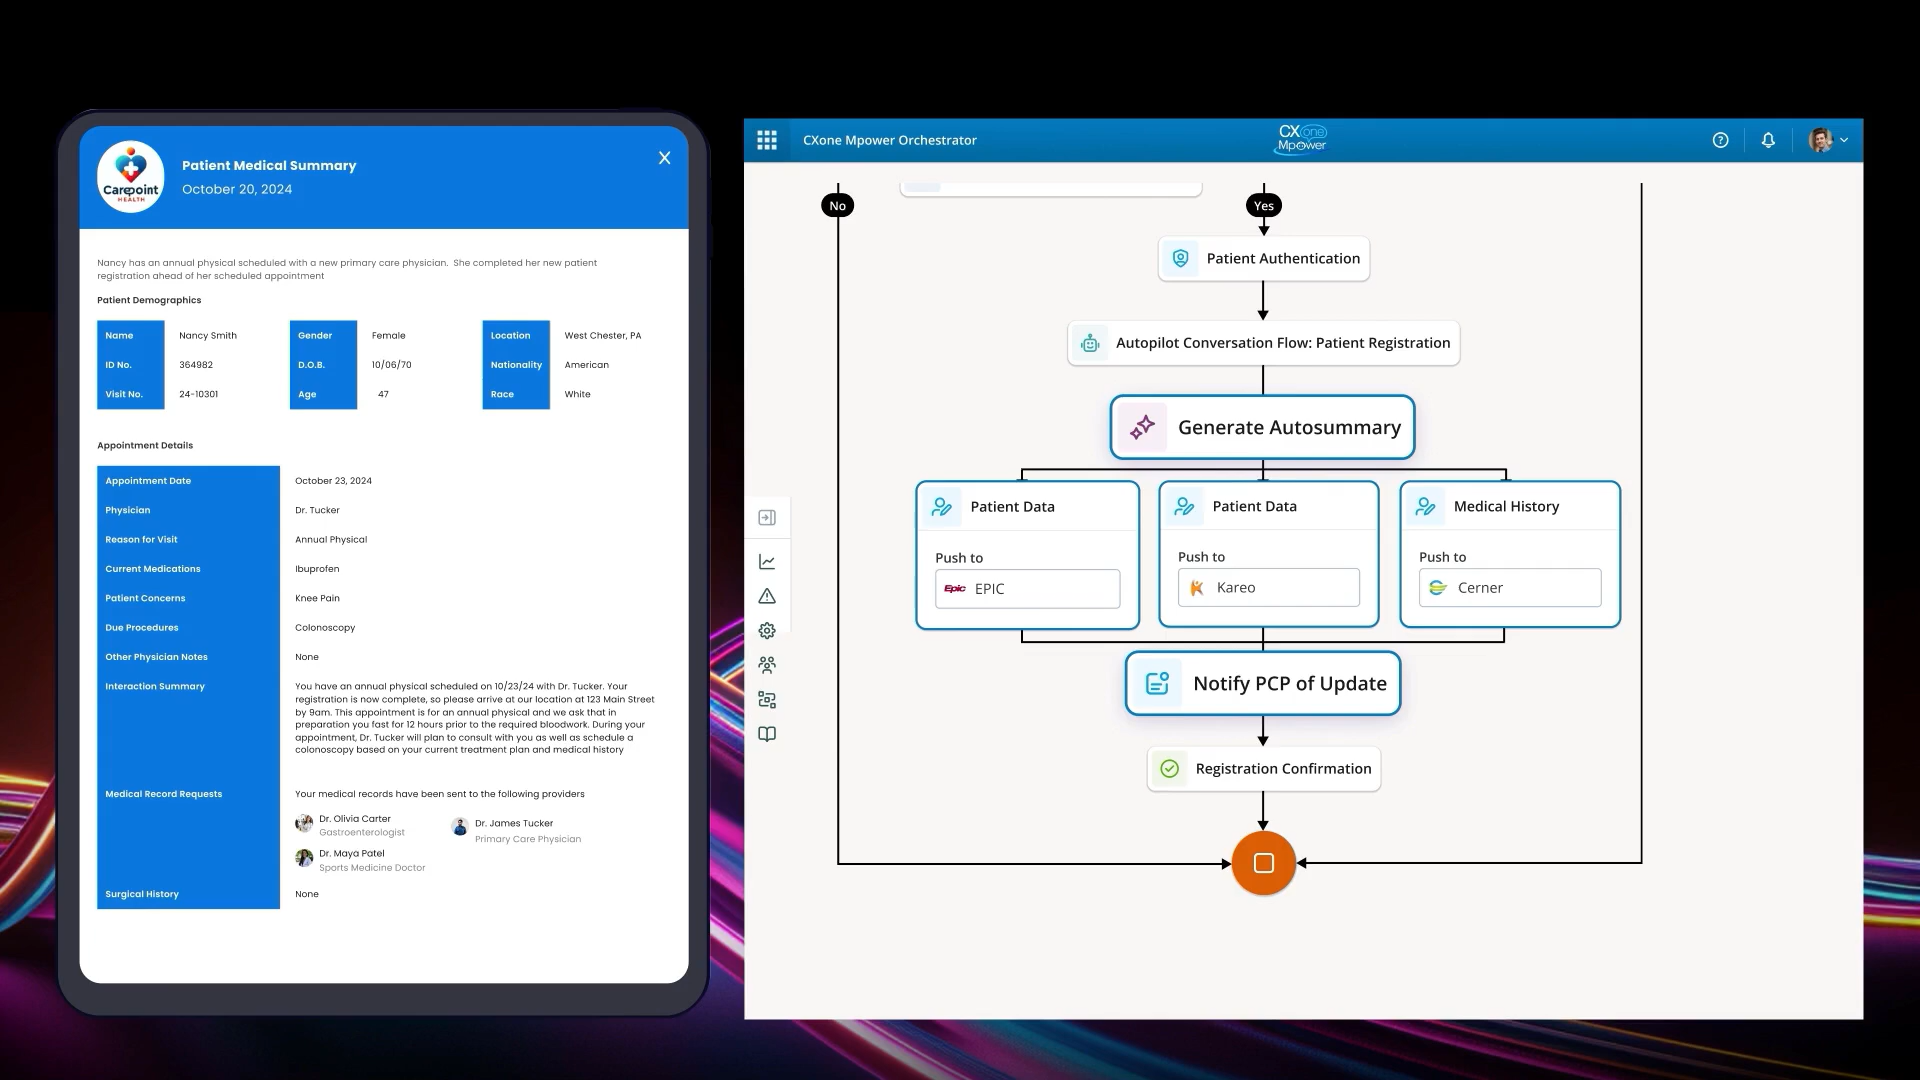 Carepoint
HEALTH
Patient Medical Summary
October 20, 2024
X
Nancy has an annual physical scheduled with a new primary care physician. She completed her new patient
registration ahead of her scheduled appointment
Patient Demographics
Name Nancy Smith Gender Female Location West Chester, PA
ID No. 364982 D.O.B. 10/06/70 Nationality American
Visit No. 24-10301 Age 47 Race White
Appointment Details
Appointment Date October 23, 2024
Physician Dr. Tucker
Reason for Visit Annual Physical
Current Medications Ibuprofen
Patient Concerns Knee Pain
Due Procedures Colonoscopy
Other Physician Notes None
Interaction Summary You have an annual physical scheduled on 10/23/24 with Dr. Tucker. Your
registration is now complete, so please arrive at our location at 123 Main Street
by 9am. This appointment is for an annual physical and we ask that in
preparation you fast for 12 hours prior to the required bloodwork. During your
appointment, Dr. Tucker will plan to consult with you as well as schedule a
colonoscopy based on your current treatment plan and medical history
Medical Record Requests Your medical records have been sent to the following providers
Dr. Olivia Carter
Gastroenterologist
Dr. James Tucker
Primary Care Physician
Dr. Maya Patel
Sports Medicine Doctor
Surgical History None
CXone Mpower Orchestrator
CXone
Mpower
No
Yes
Patient Authentication
Autopilot Conversation Flow: Patient Registration
Generate Autosummary
Patient Data
Push to
Epic EPIC
Patient Data
Push to
Kareo
Medical History
Push to
Cerner
Notify PCP of Update
Registration Confirmation